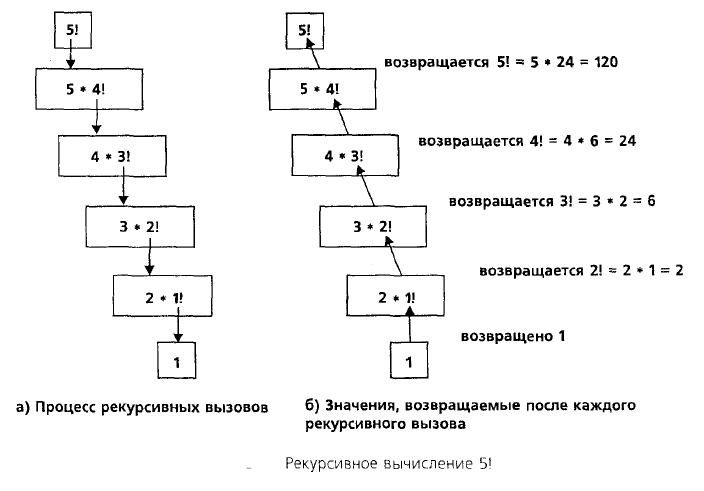 5!
5 * 4!
4 * 3!
3 * 2!
2 * 1!
1
а) Процесс рекурсивных вызовов
5!
возвращается 5! = 5 * 24 = 120
5 * 4!
возвращается 4! = 4 * 6 = 24
4 * 3!
возвращается 3! = 3 * 2 = 6
3 * 2!
возвращается 2! = 2 * 1 = 2
2 * 1!
возвращено 1
1
б) Значения, возвращаемые после каждого
рекурсивного вызова
Рекурсивное вычисление 5!